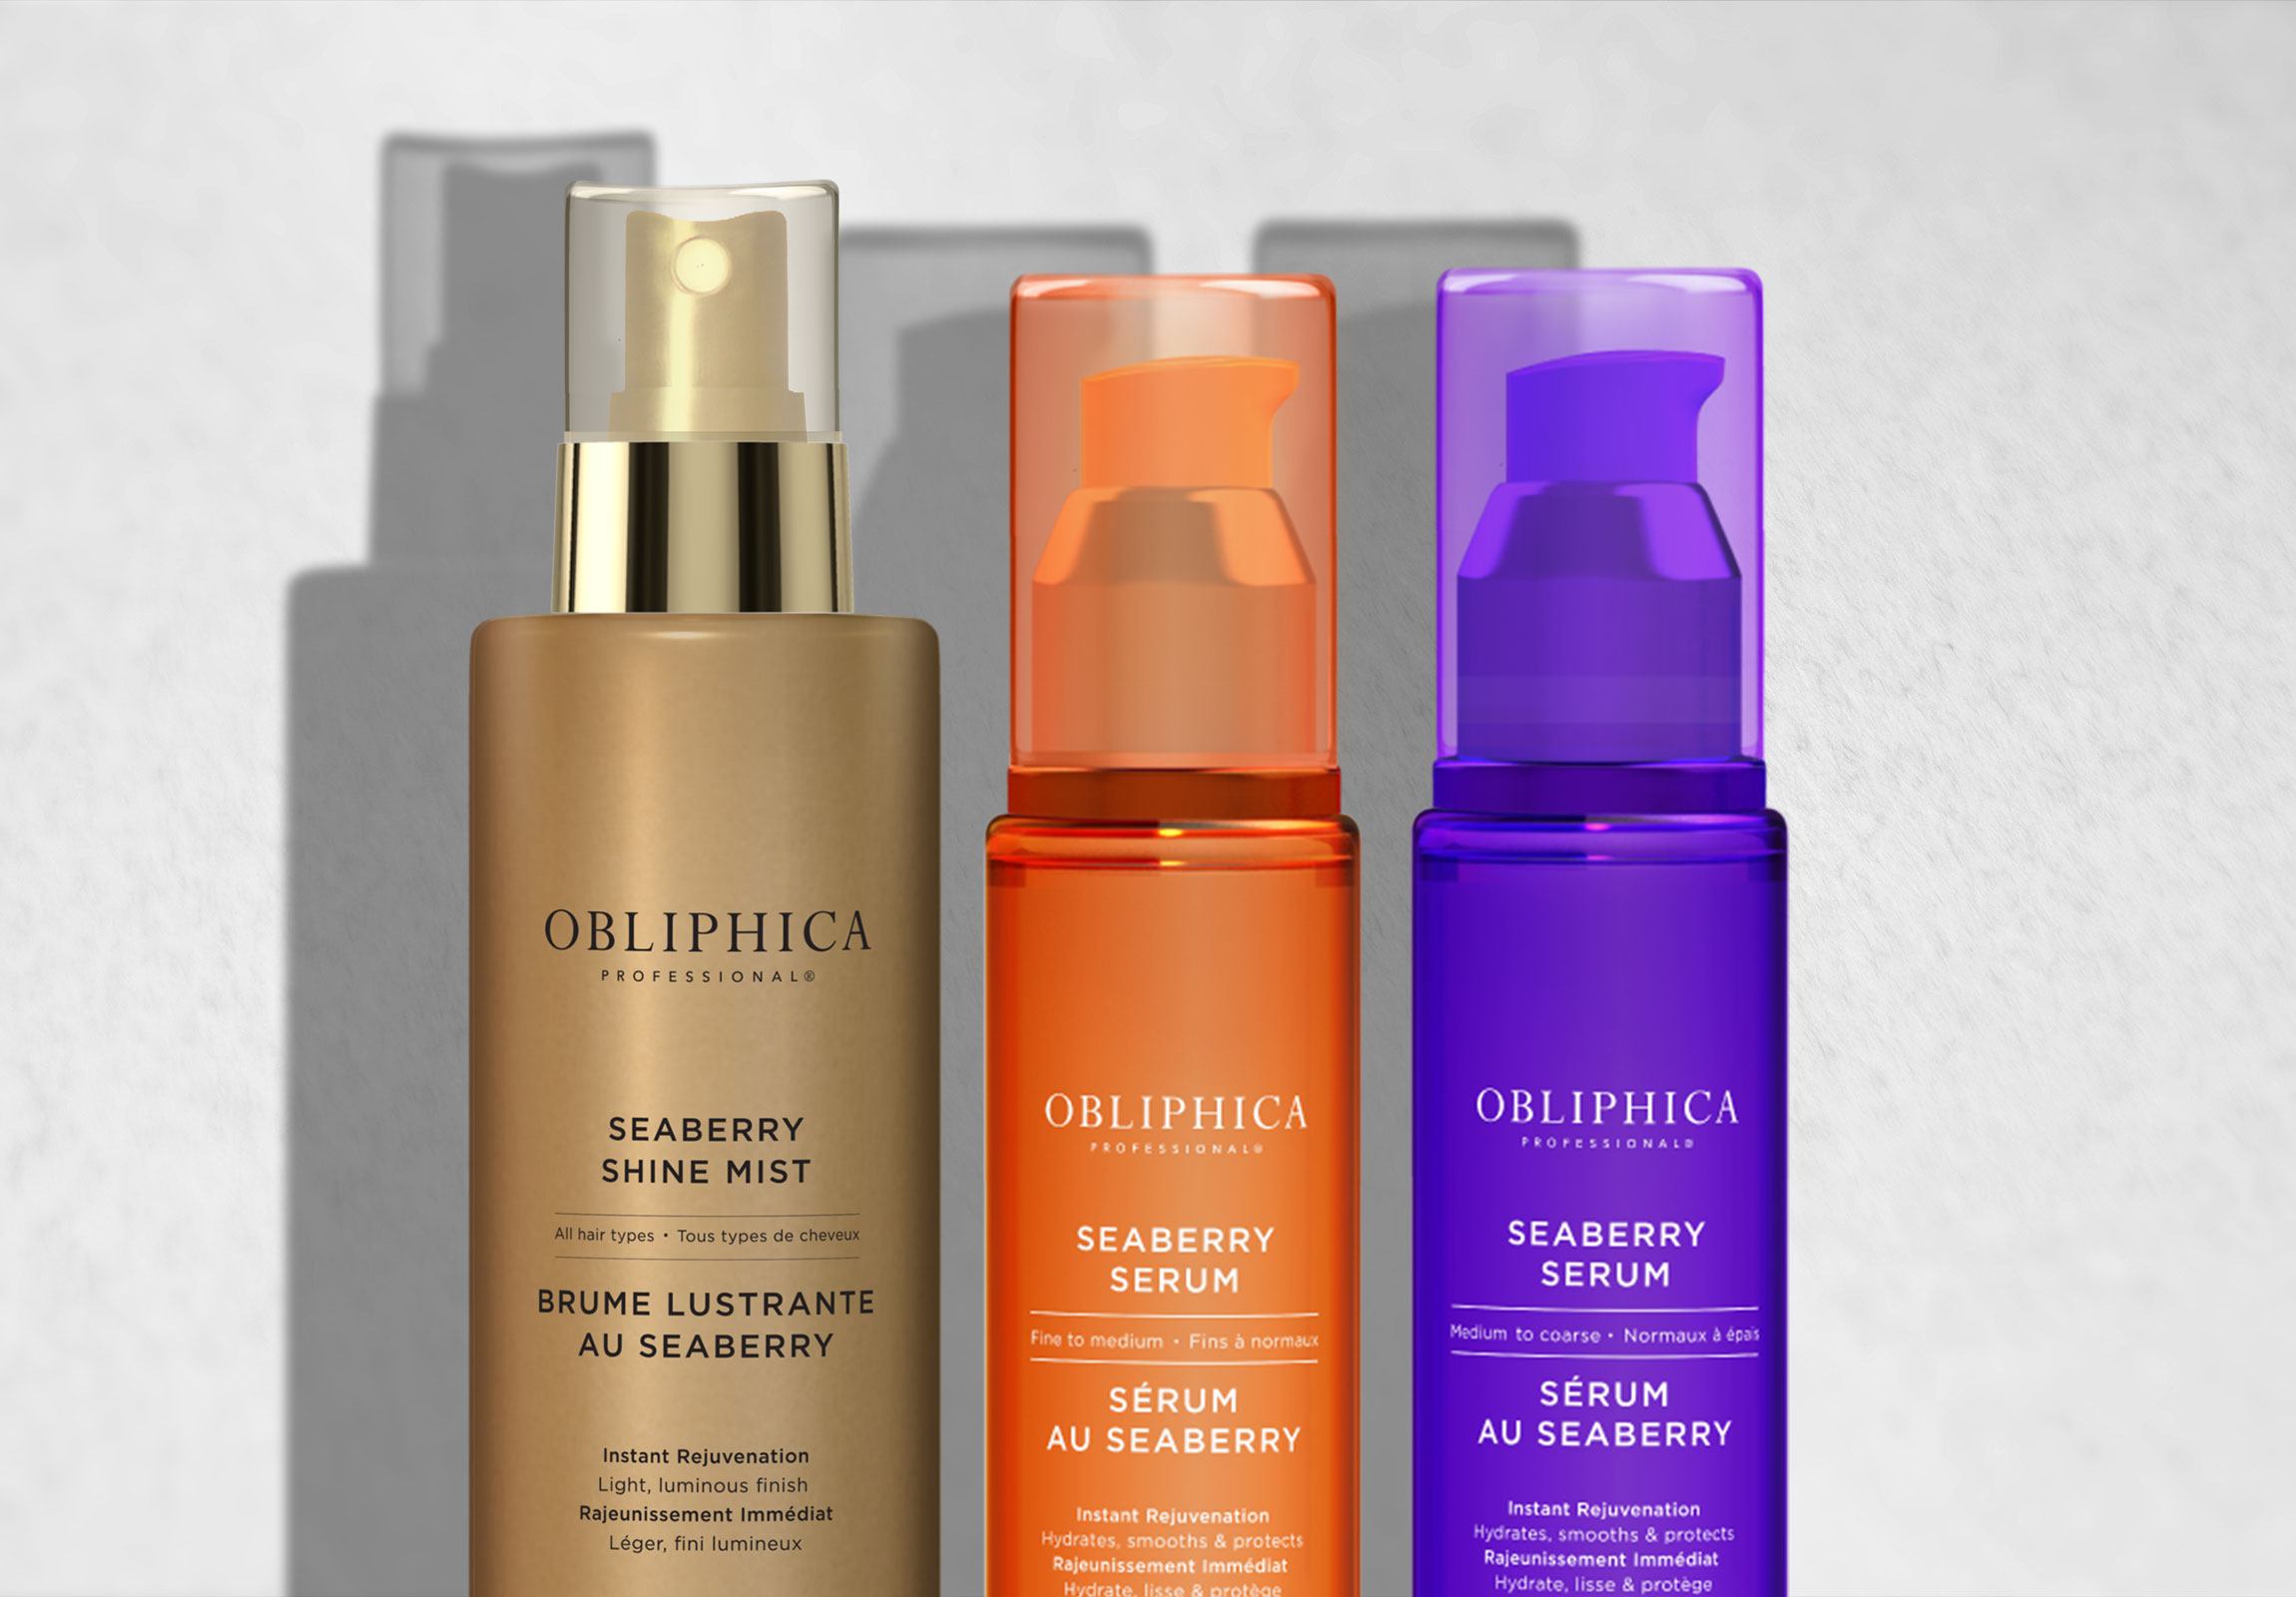 OBLIPHICA
PROFESSIONAL®
SEABERRY
SHINE MIST
All hair types • Tous types de cheveux
BRUME LUSTRANTE
AU SEABERRY
Instant Rejuvenation
Light, luminous finish
Rajeunissement Immédiat
Léger, fini lumineux
OBLIPHICA
PROFESSIONAL®
SEABERRY
SERUM
Fine to medium • Fins à normaux
SÉRUM
AU SEABERRY
Instant Rejuvenation
Hydrates, smooths & protects
Rajeunissement Immédiat
Hydrate, lisse & protège
OBLIPHICA
PROFESSIONAL®
SEABERRY
SERUM
Medium to coarse • Normaux à épais
SÉRUM
AU SEABERRY
Instant Rejuvenation
Hydrates, smooths & protects
Rajeunissement Immédiat
Hydrate, lisse & protège